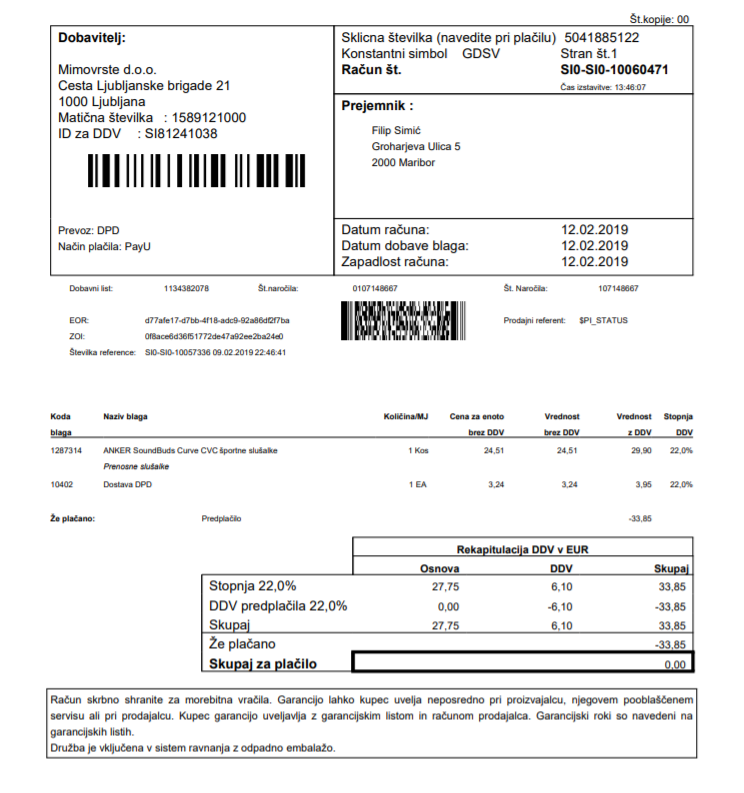 Št.kopije: 00
Dobavitelj:
Mimovrste d.o.o.
Cesta Ljubljanske brigade 21
1000 Ljubljana
Matična številka : 1589121000
ID za DDV : SI81241038
Prevoz: DPD
Način plačila: PayU
Sklicna številka (navedite pri plačilu) 5041885122
Konstantni simbol GDSV Stran št.1
Račun št. SI0-SI0-10060471
Čas izstavitve: 13:46:07
Prejemnik :
Filip Simić
Groharjeva Ulica 5
2000 Maribor
Datum računa: 12.02.2019
Datum dobave blaga: 12.02.2019
Zapadlost računa: 12.02.2019
Dobavni list: 1134382078 Št.naročila: 0107148667 Št. Naročila: 107148667
EOR: d77afe17-d7bb-4f18-adc9-92a86df2f7ba Prodajni referent: $PI_STATUS
ZOI: 0f8ace6d36f51772de47a92ee2ba24e0
Številka reference: SI0-SI0-10057336 09.02.2019 22:46:41
Koda Naziv blaga Količina/MJ Cena za enoto Vrednost Vrednost Stopnja
blaga brez DDV brez DDV z DDV DDV
1287314 ANKER SoundBuds Curve CVC športne slušalke 1 Kos 24,51 24,51 29,90 22,0%
Prenosne slušalke
10402 Dostava DPD 1 EA 3,24 3,24 3,95 22,0%
Že plačano: Predplačilo -33,85
Rekapitulacija DDV v EUR
Osnova DDV Skupaj
Stopnja 22,0% 27,75 6,10 33,85
DDV predplačila 22,0% 0,00 -6,10 -33,85
Skupaj 27,75 6,10 33,85
Že plačano -33,85
Skupaj za plačilo 0,00
Račun skrbno shranite za morebitna vračila. Garancijo lahko kupec uvelja neposredno pri proizvajalcu, njegovem pooblaščenem
servisu ali pri prodajalcu. Kupec garancijo uveljavlja z garancijskim listom in računom prodajalca. Garancijski roki so navedeni na
garancijskih listih.
Družba je vključena v sistem ravnanja z odpadno embalažo.